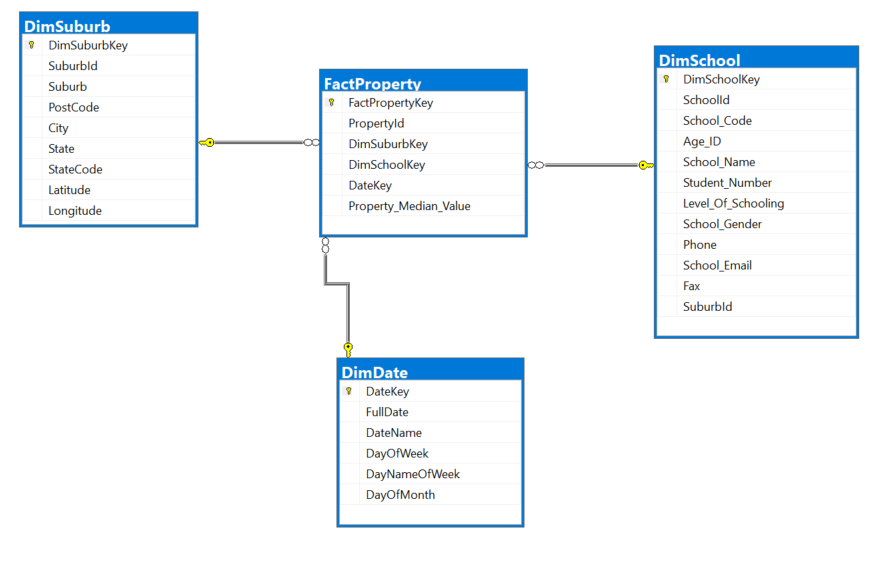 DimSuburb
DimSuburbKey
SuburbId
Suburb
PostCode
City
State
StateCode
Latitude
Longitude
FactProperty
FactPropertyKey
PropertyId
DimSuburbKey
DimSchoolKey
DateKey
Property_Median_Value
DimSchool
DimSchoolKey
SchoolId
School_Code
Age_ID
School_Name
Student_Number
Level_Of_Schooling
School_Gender
Phone
School_Email
Fax
SuburbId
DimDate
DateKey
FullDate
DateName
DayOfWeek
DayNameOfWeek
DayOfMonth